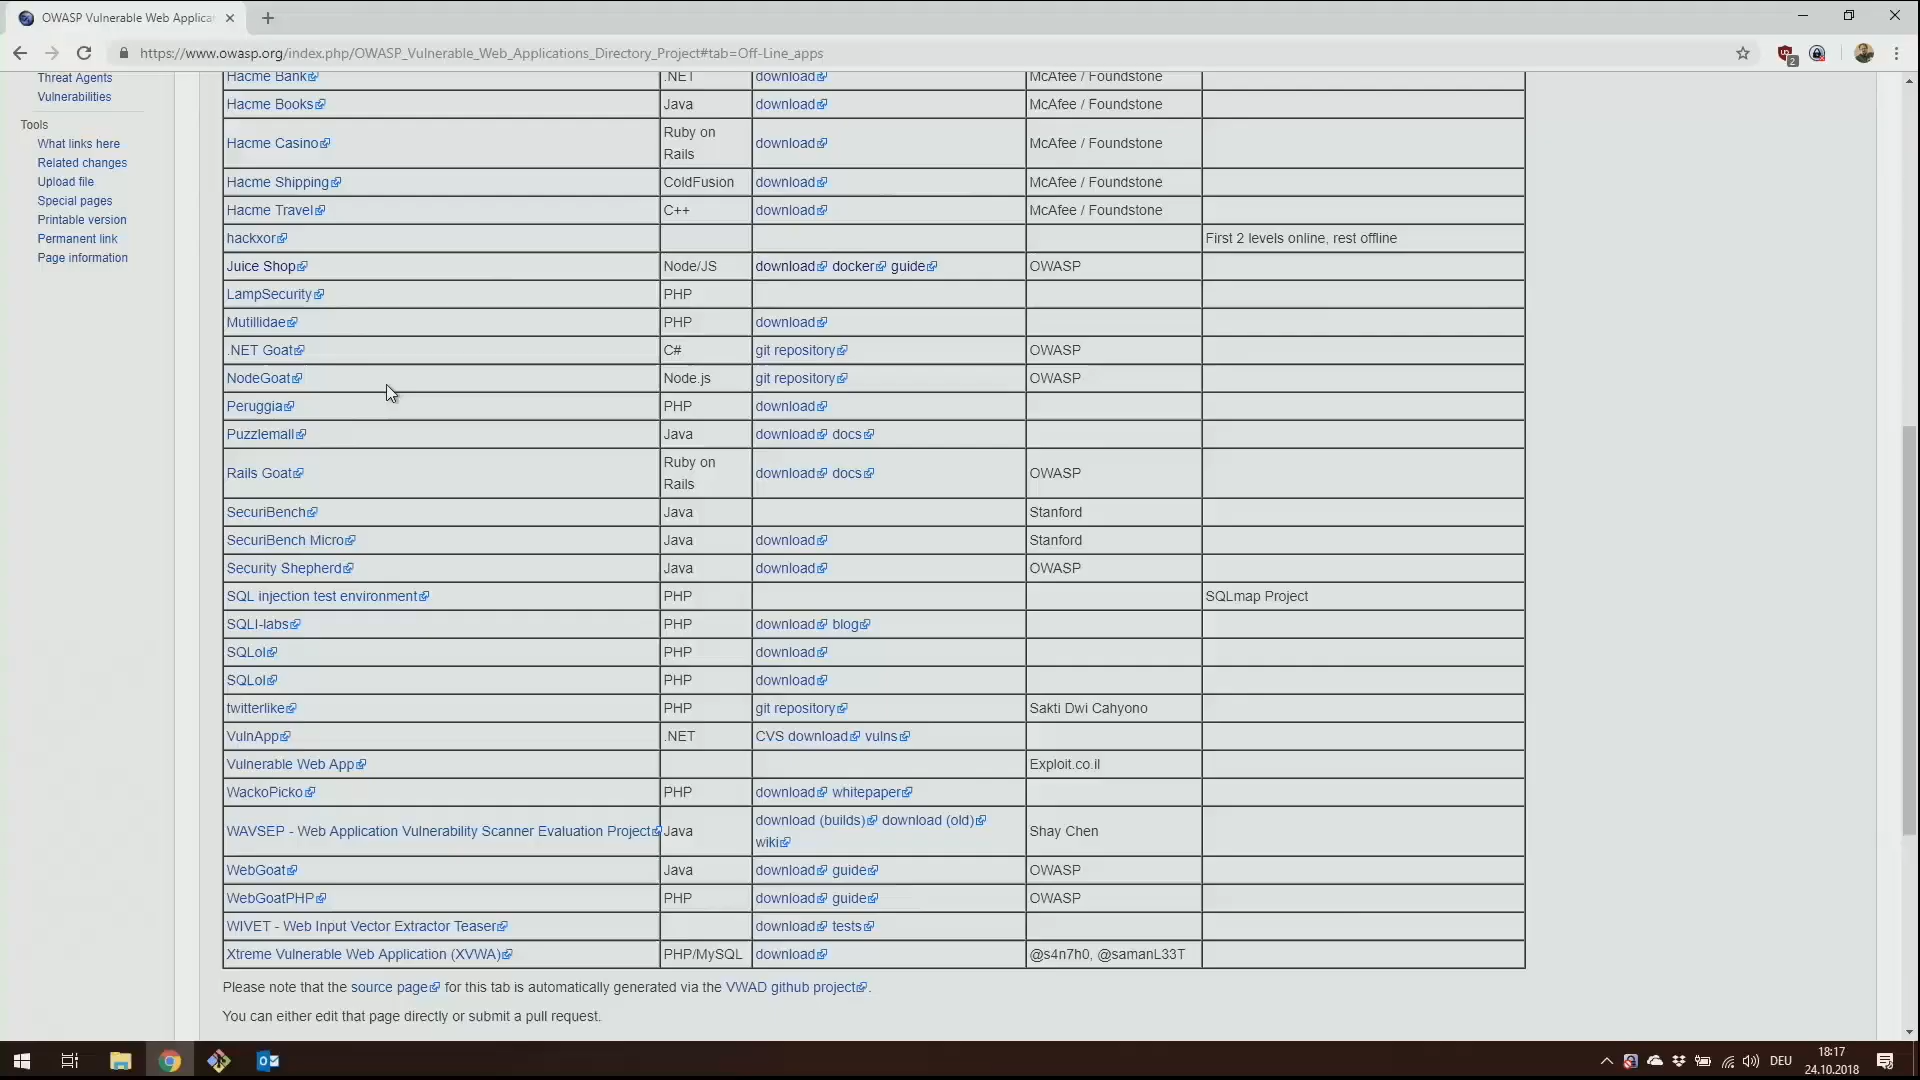 OWASP Vulnerable Web Applica
https://www.owasp.org/index.php/OWASP_Vulnerable_Web_Applications_Directory_Project#tab=Off-Line_apps
2
Threat Agents
Vulnerabilities
Tools
What links here
Related changes
Upload file
Special pages
Printable version
Permanent link
Page information
Hacme Bank .NET download McAfee / Foundstone
Hacme Books Java download McAfee / Foundstone
Hacme Casino Ruby on Rails download McAfee / Foundstone
Hacme Shipping ColdFusion download McAfee / Foundstone
Hacme Travel C++ download McAfee / Foundstone
hackxor First 2 levels online, rest offline
Juice Shop Node/JS download docker guide OWASP
LampSecurity PHP
Mutillidae PHP download
.NET Goat C# git repository OWASP
NodeGoat Node.js git repository OWASP
Peruggia PHP download
Puzzlemall Java download docs
Rails Goat Ruby on Rails download docs OWASP
SecuriBench Java Stanford
SecuriBench Micro Java download Stanford
Security Shepherd Java download OWASP
SQL injection test environment PHP SQLmap Project
SQLI-labs PHP download blog
SQLol PHP download
SQLol PHP download
twitterlike PHP git repository Sakti Dwi Cahyono
VulnApp .NET CVS download vulns
Vulnerable Web App Exploit.co.il
WackoPicko PHP download whitepaper
WAVSEP - Web Application Vulnerability Scanner Evaluation Project Java download (builds) download (old) wiki Shay Chen
WebGoat Java download guide OWASP
WebGoatPHP PHP download guide OWASP
WIVET - Web Input Vector Extractor Teaser download tests
Xtreme Vulnerable Web Application (XVWA) PHP/MySQL download @s4n7h0, @samanL33T
Please note that the source page for this tab is automatically generated via the VWAD github project.
You can either edit that page directly or submit a pull request.
DEU
18:17
24.10.2018